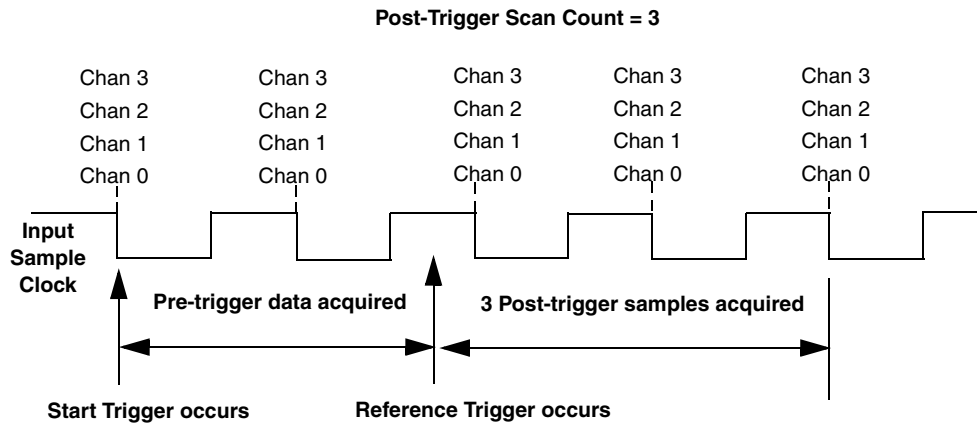 Post-Trigger Scan Count = 3
Chan 3 Chan 3 Chan 3 Chan 3 Chan 3
Chan 2 Chan 2 Chan 2 Chan 2 Chan 2
Chan 1 Chan 1 Chan 1 Chan 1 Chan 1
Chan 0 Chan 0 Chan 0 Chan 0 Chan 0
Input
Sample
Clock
Pre-trigger data acquired
3 Post-trigger samples acquired
Start Trigger occurs
Reference Trigger occurs